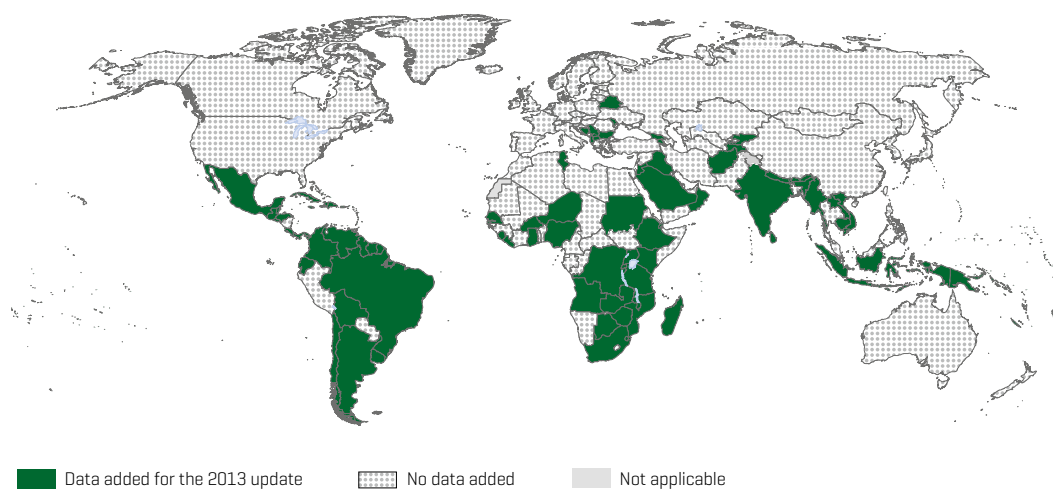 Data added for the 2013 update
No data added
Not applicable